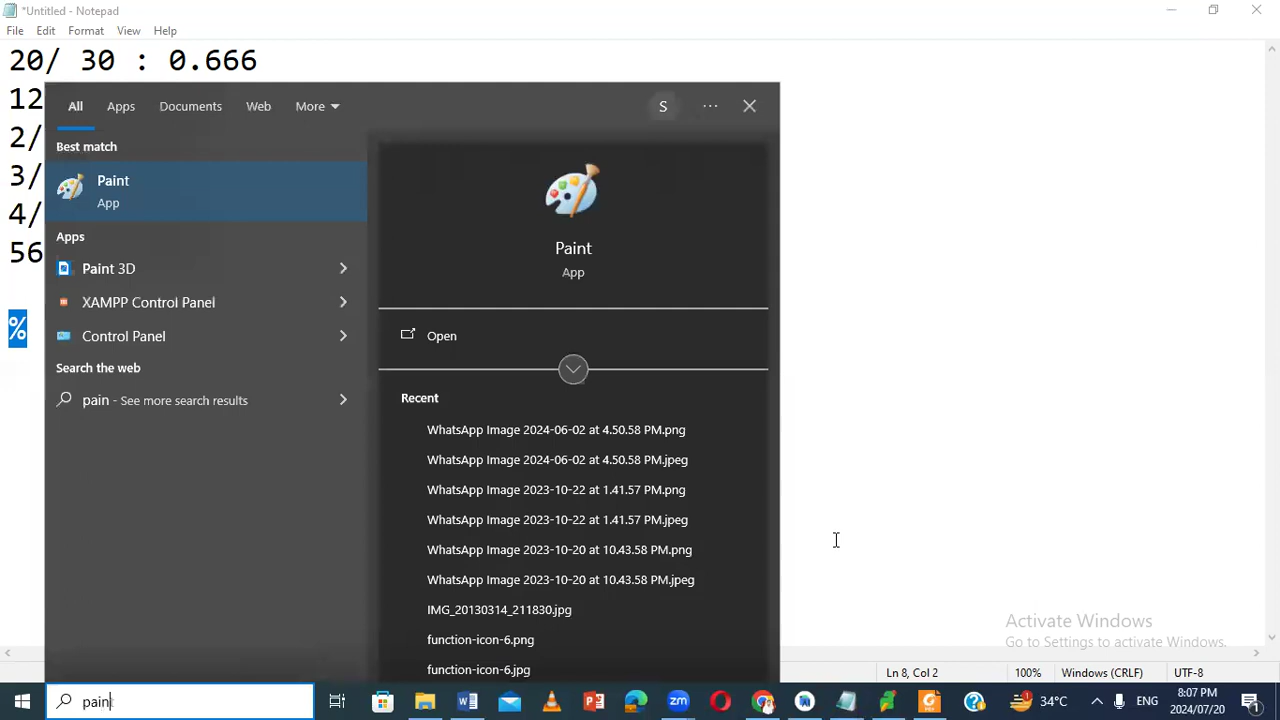 *Untitled - Notepad
File Edit Format View Help
20/ 30 : 0.666
12
2/
3/
4/
56
%
All Apps Documents Web More S ...
Best match
Paint
App
Apps
Paint 3D
XAMPP Control Panel
Control Panel
Search the web
pain - See more search results
Paint
App
Open
Recent
WhatsApp Image 2024-06-02 at 4.50.58 PM.png
WhatsApp Image 2024-06-02 at 4.50.58 PM.jpeg
WhatsApp Image 2023-10-22 at 1.41.57 PM.png
WhatsApp Image 2023-10-22 at 1.41.57 PM.jpeg
WhatsApp Image 2023-10-20 at 10.43.58 PM.png
WhatsApp Image 2023-10-20 at 10.43.58 PM.jpeg
IMG_20130314_211830.jpg
function-icon-6.png
function-icon-6.jpg
Activate Windows
Go to Settings to activate Windows.
Ln 8, Col 2 100% Windows (CRLF) UTF-8
paint
34°C ENG 8:07 PM
2024/07/20 1